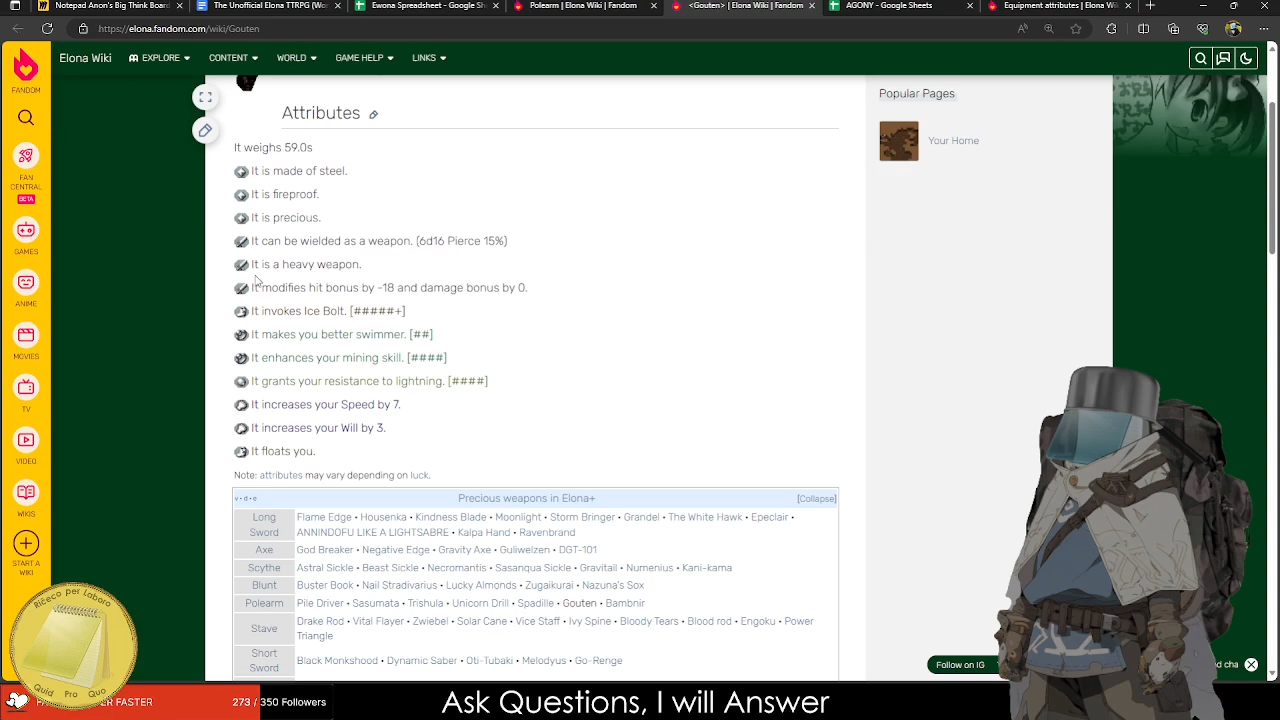 Notepad Anon's Big Think Board
The Unofficial Elona TTRPG (Wor
Ewona Spreadsheet - Google Sh
Polearm | Elona Wiki | Fandom
<Gouten> | Elona Wiki | Fandom
AGONY - Google Sheets
Equipment attributes | Elona Wik
https://elona.fandom.com/wiki/Gouten
FANDOM
Elona Wiki
EXPLORE
CONTENT
WORLD
GAME HELP
LINKS
FAN
CENTRAL
BETA
GAMES
ANIME
MOVIES
TV
VIDEO
WIKIS
START A
WIKI
Attributes
It weighs 59.0s
It is made of steel.
It is fireproof.
It is precious.
It can be wielded as a weapon. (6d16 Pierce 15%)
It is a heavy weapon.
It modifies hit bonus by -18 and damage bonus by 0.
It invokes Ice Bolt. [#####+]
It makes you better swimmer. [##]
It enhances your mining skill. [####]
It grants your resistance to lightning. [####]
It increases your Speed by 7.
It increases your Will by 3.
It floats you.
Note: attributes may vary depending on luck.
v • d • e
Precious weapons in Elona+
[Collapse]
Long
Sword
Flame Edge • Housenka • Kindness Blade • Moonlight • Storm Bringer • Grandel • The White Hawk • Epeclair •
ANNINDOFU LIKE A LIGHTSABRE • Kalpa Hand • Ravenbrand
Axe
God Breaker • Negative Edge • Gravity Axe • Guliwelzen • DGT-101
Scythe
Astral Sickle • Beast Sickle • Necromantis • Sasanqua Sickle • Gravitail • Numenius • Kani-kama
Blunt
Buster Book • Nail Stradivarius • Lucky Almonds • Zugaikurai • Nazuna's Sox
Polearm
Pile Driver • Sasumata • Trishula • Unicorn Drill • Spadille • Gouten • Bambnir
Stave
Drake Rod • Vital Flayer • Zwiebel • Solar Cane • Vice Staff • Ivy Spine • Bloody Tears • Blood rod • Engoku • Power
Triangle
Short
Sword
Black Monkshood • Dynamic Saber • Oti-Tubaki • Melodyus • Go-Renge
Popular Pages
Your Home
Follow on IG
Riĉeco per Laboro
Quid Pro Quo
FASTER
273 / 350 Followers
Ask Questions, I will Answer